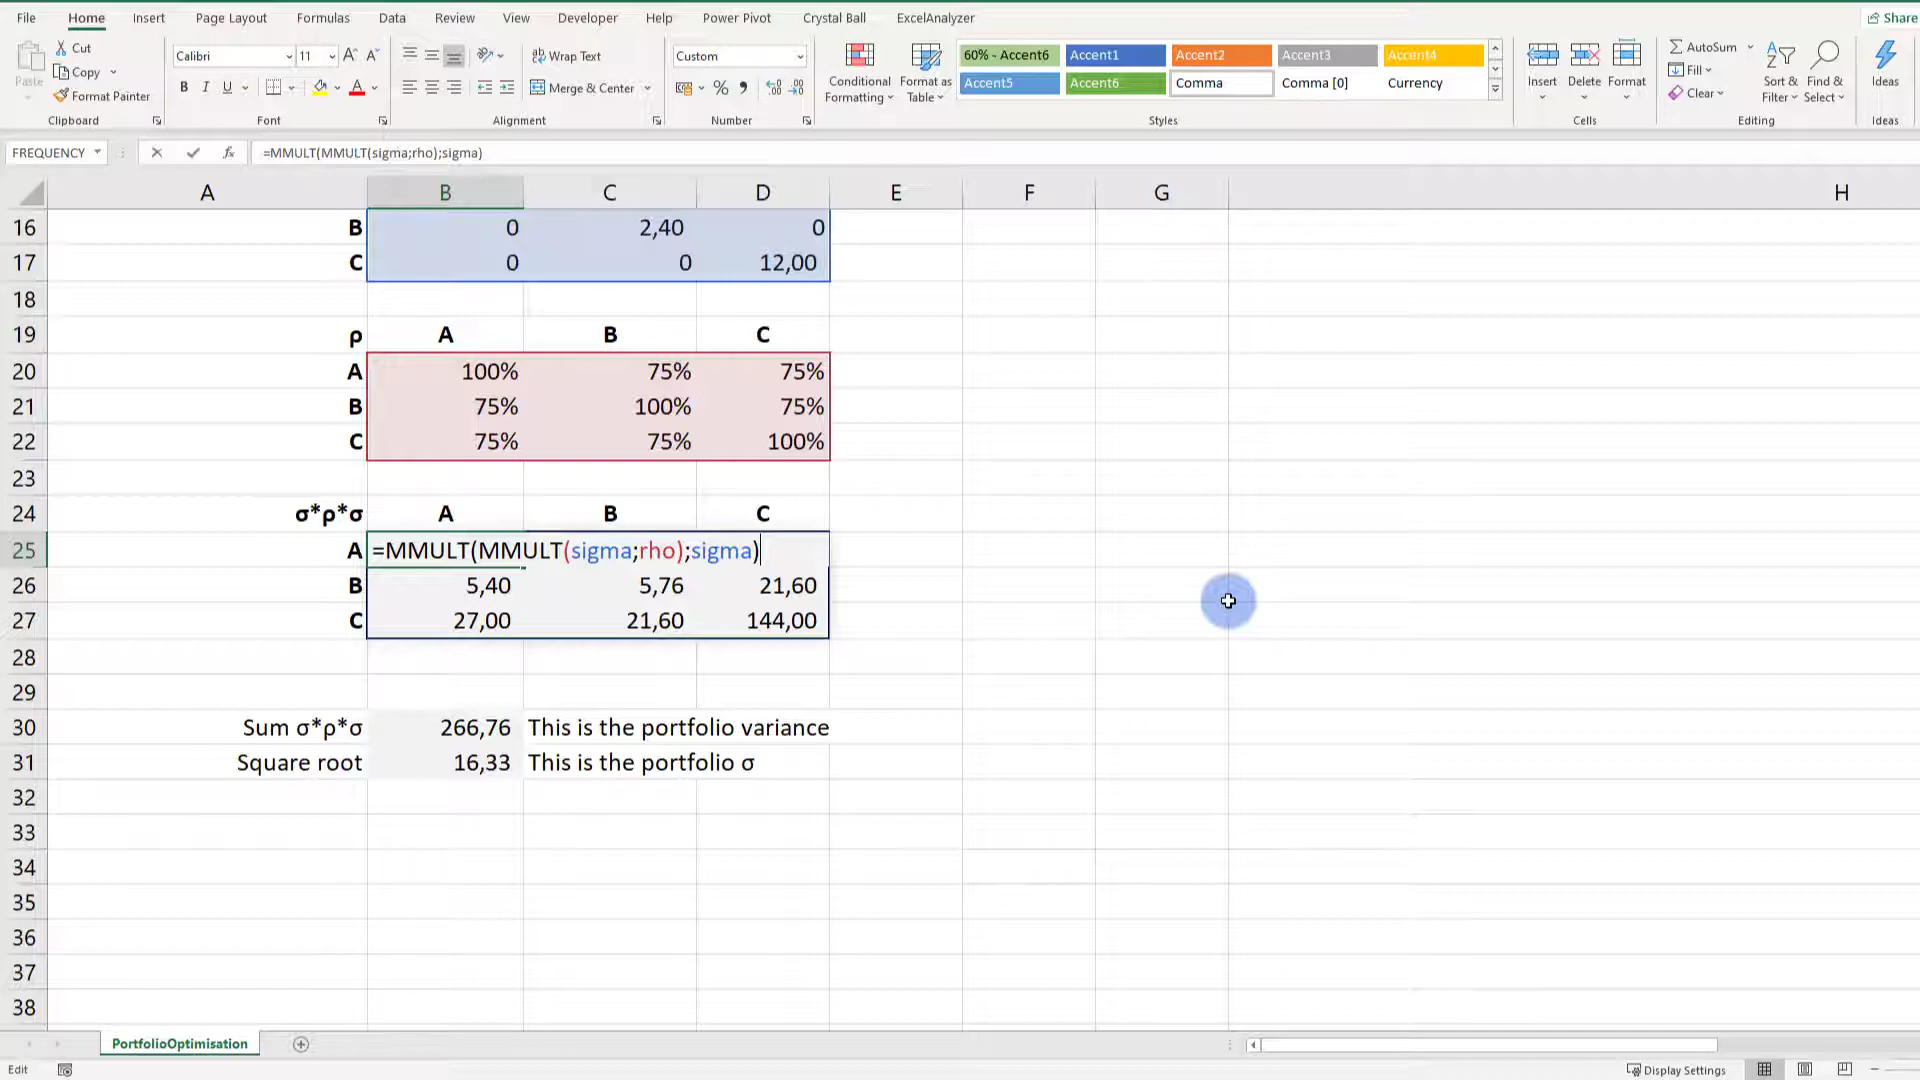 File Home Insert Page Layout Formulas Data Review View Developer Help Power Pivot Crystal Ball ExcelAnalyzer Share
Paste Cut Copy Format Painter
Calibri 11 A A
B I U A
Wrap Text
Merge & Center
Custom
%
Conditional Formatting
Format as Table
60% - Accent6 Accent1 Accent2 Accent3 Accent4
Accent5 Accent6 Comma Comma [0] Currency
Insert Delete Format
AutoSum
Fill
Clear
Sort & Filter
Find & Select
Ideas
Clipboard Font Alignment Number Styles Cells Editing Ideas
FREQUENCY fx =MMULT(MMULT(sigma;rho);sigma)
A B C D E F G H
16 B 0 2,40 0
17 C 0 0 12,00
18
19 ρ A B C
20 A 100% 75% 75%
21 B 75% 100% 75%
22 C 75% 75% 100%
23
24 σ*ρ*σ A B C
25 A =MMULT(MMULT(sigma;rho);sigma)
26 B 5,40 5,76 21,60
27 C 27,00 21,60 144,00
28
29
30 Sum σ*ρ*σ 266,76 This is the portfolio variance
31 Square root 16,33 This is the portfolio σ
32
33
34
35
36
37
38
PortfolioOptimisation
Edit Display Settings